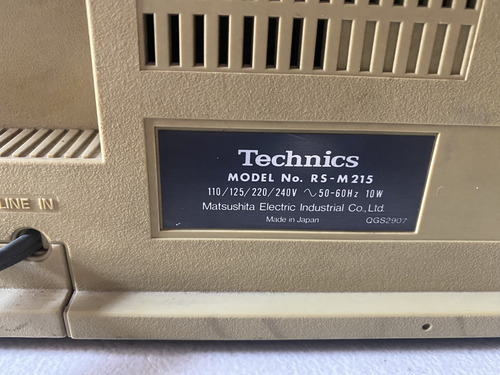 Technics
MODEL No. RS-M215
110/125/220/240V ∿50-60Hz 10W
Matsushita Electric Industrial Co., Ltd.
Made in Japan QGS2907
LINE IN